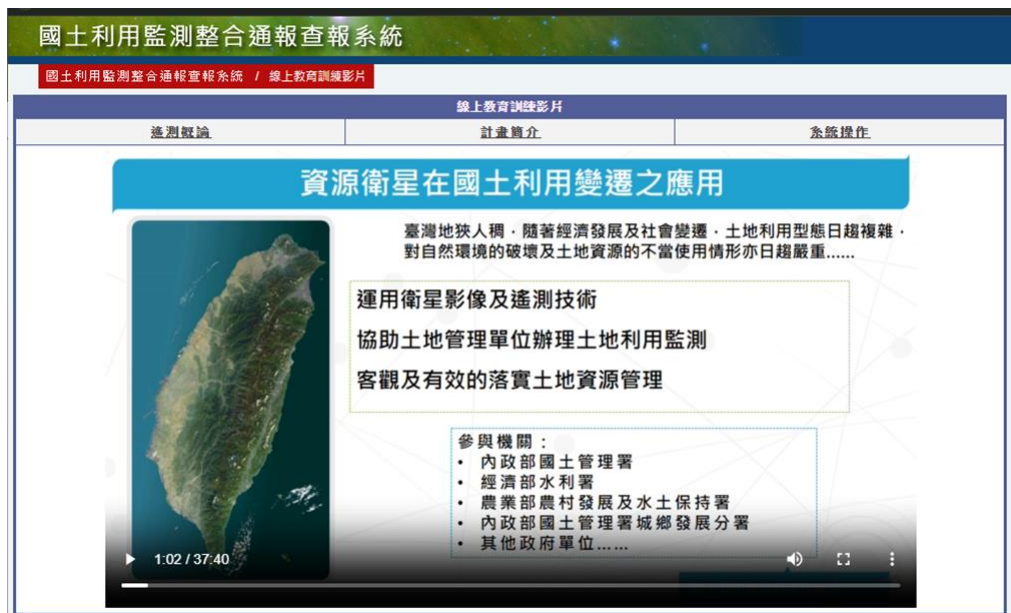 國土利用監測整合通報查報系統
國土利用監測整合通報查報系統 / 線上教育訓練影片
線上教育訓練影片
遙測概論 計畫簡介 系統操作
資源衛星在國土利用變遷之應用
臺灣地狹人稠，隨著經濟發展及社會變遷，土地利用型態日趨複雜，
對自然環境的破壞及土地資源的不當使用情形亦日趨嚴重......
運用衛星影像及遙測技術
協助土地管理單位辦理土地利用監測
客觀及有效的落實土地資源管理
參與機關：
• 內政部國土管理署
• 經濟部水利署
• 農業部農村發展及水土保持署
• 內政部國土管理署城鄉發展分署
• 其他政府單位......
1:02 / 37:40